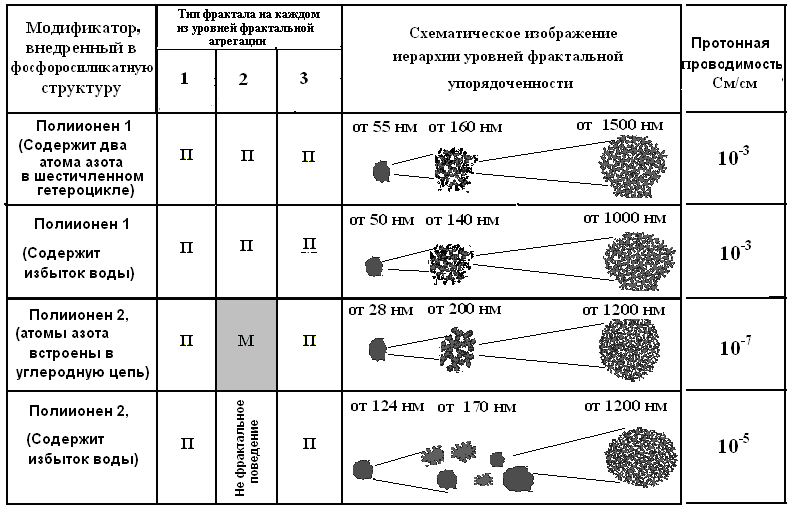 Модификатор,
внедренный в
фосфоросиликатную
структуру
Тип фрактала на каждом
из уровней фрактальной
агрегации
1 2 3
Схематическое изображение
иерархии уровней фрактальной
упорядоченности
Протонная
проводимость
См/см
Полиионен 1
(Содержит два
атома азота
в шестичленном
гетероцикле)
П П П
от 55 нм от 160 нм от 1500 нм
10-3
Полиионен 1
(Содержит
избыток воды)
П П П
от 50 нм от 140 нм от 1000 нм
10-3
Полиионен 2,
(атомы азота
встроены в
углеродную цепь)
П М П
от 28 нм от 200 нм от 1200 нм
10-7
Полиионен 2,
(Содержит
избыток воды)
П
Не фрактальное
поведение
П
от 124 нм от 170 нм от 1200 нм
10-5